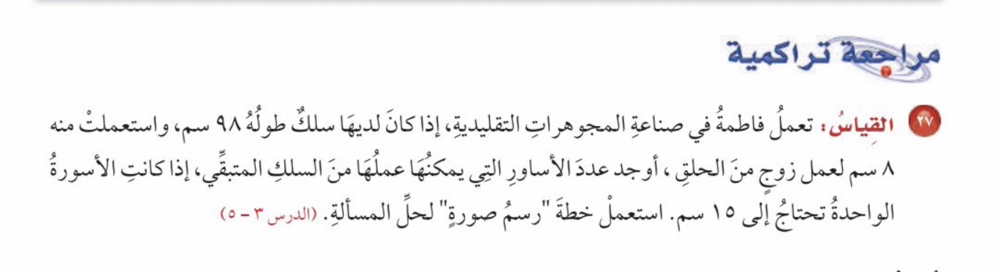 مراجعة تراكمية
٢٧ القِياسُ: تعملُ فاطمةُ في صناعةِ المجوهراتِ التقليديةِ، إذا كانَ لديهَا سلكٌ طولُهُ ٩٨ سم، واستعملتْ منه
٨ سم لعمل زوجٍ منَ الحلقِ، أوجد عددَ الأساورِ التِي يمكنُهَا عملُهَا منَ السلكِ المتبقِّي، إذا كانتِ الأسورةُ
الواحدةُ تحتاجُ إلى ١٥ سم. استعملْ خطةَ "رسمُ صورةٍ" لحلِّ المسألةِ. (الدرس ٣ – ٥)